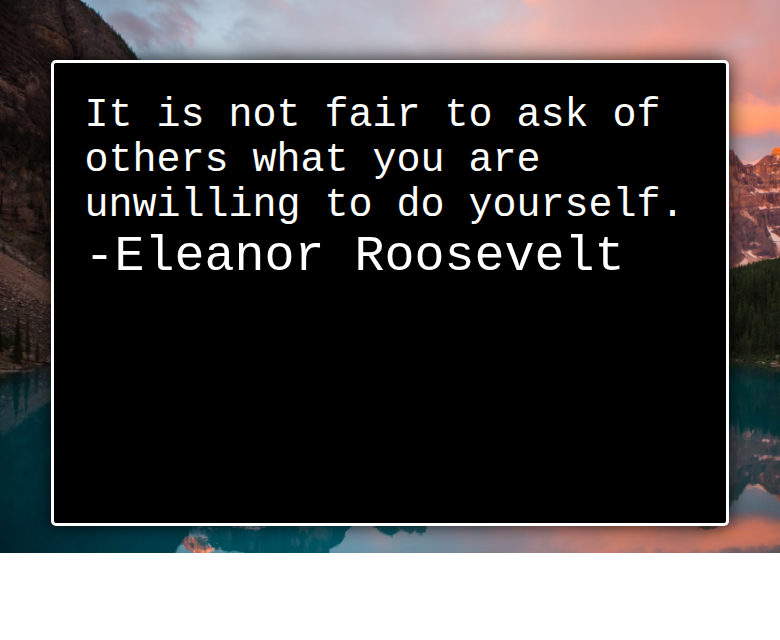 It is not fair to ask of
others what you are
unwilling to do yourself.
-Eleanor Roosevelt